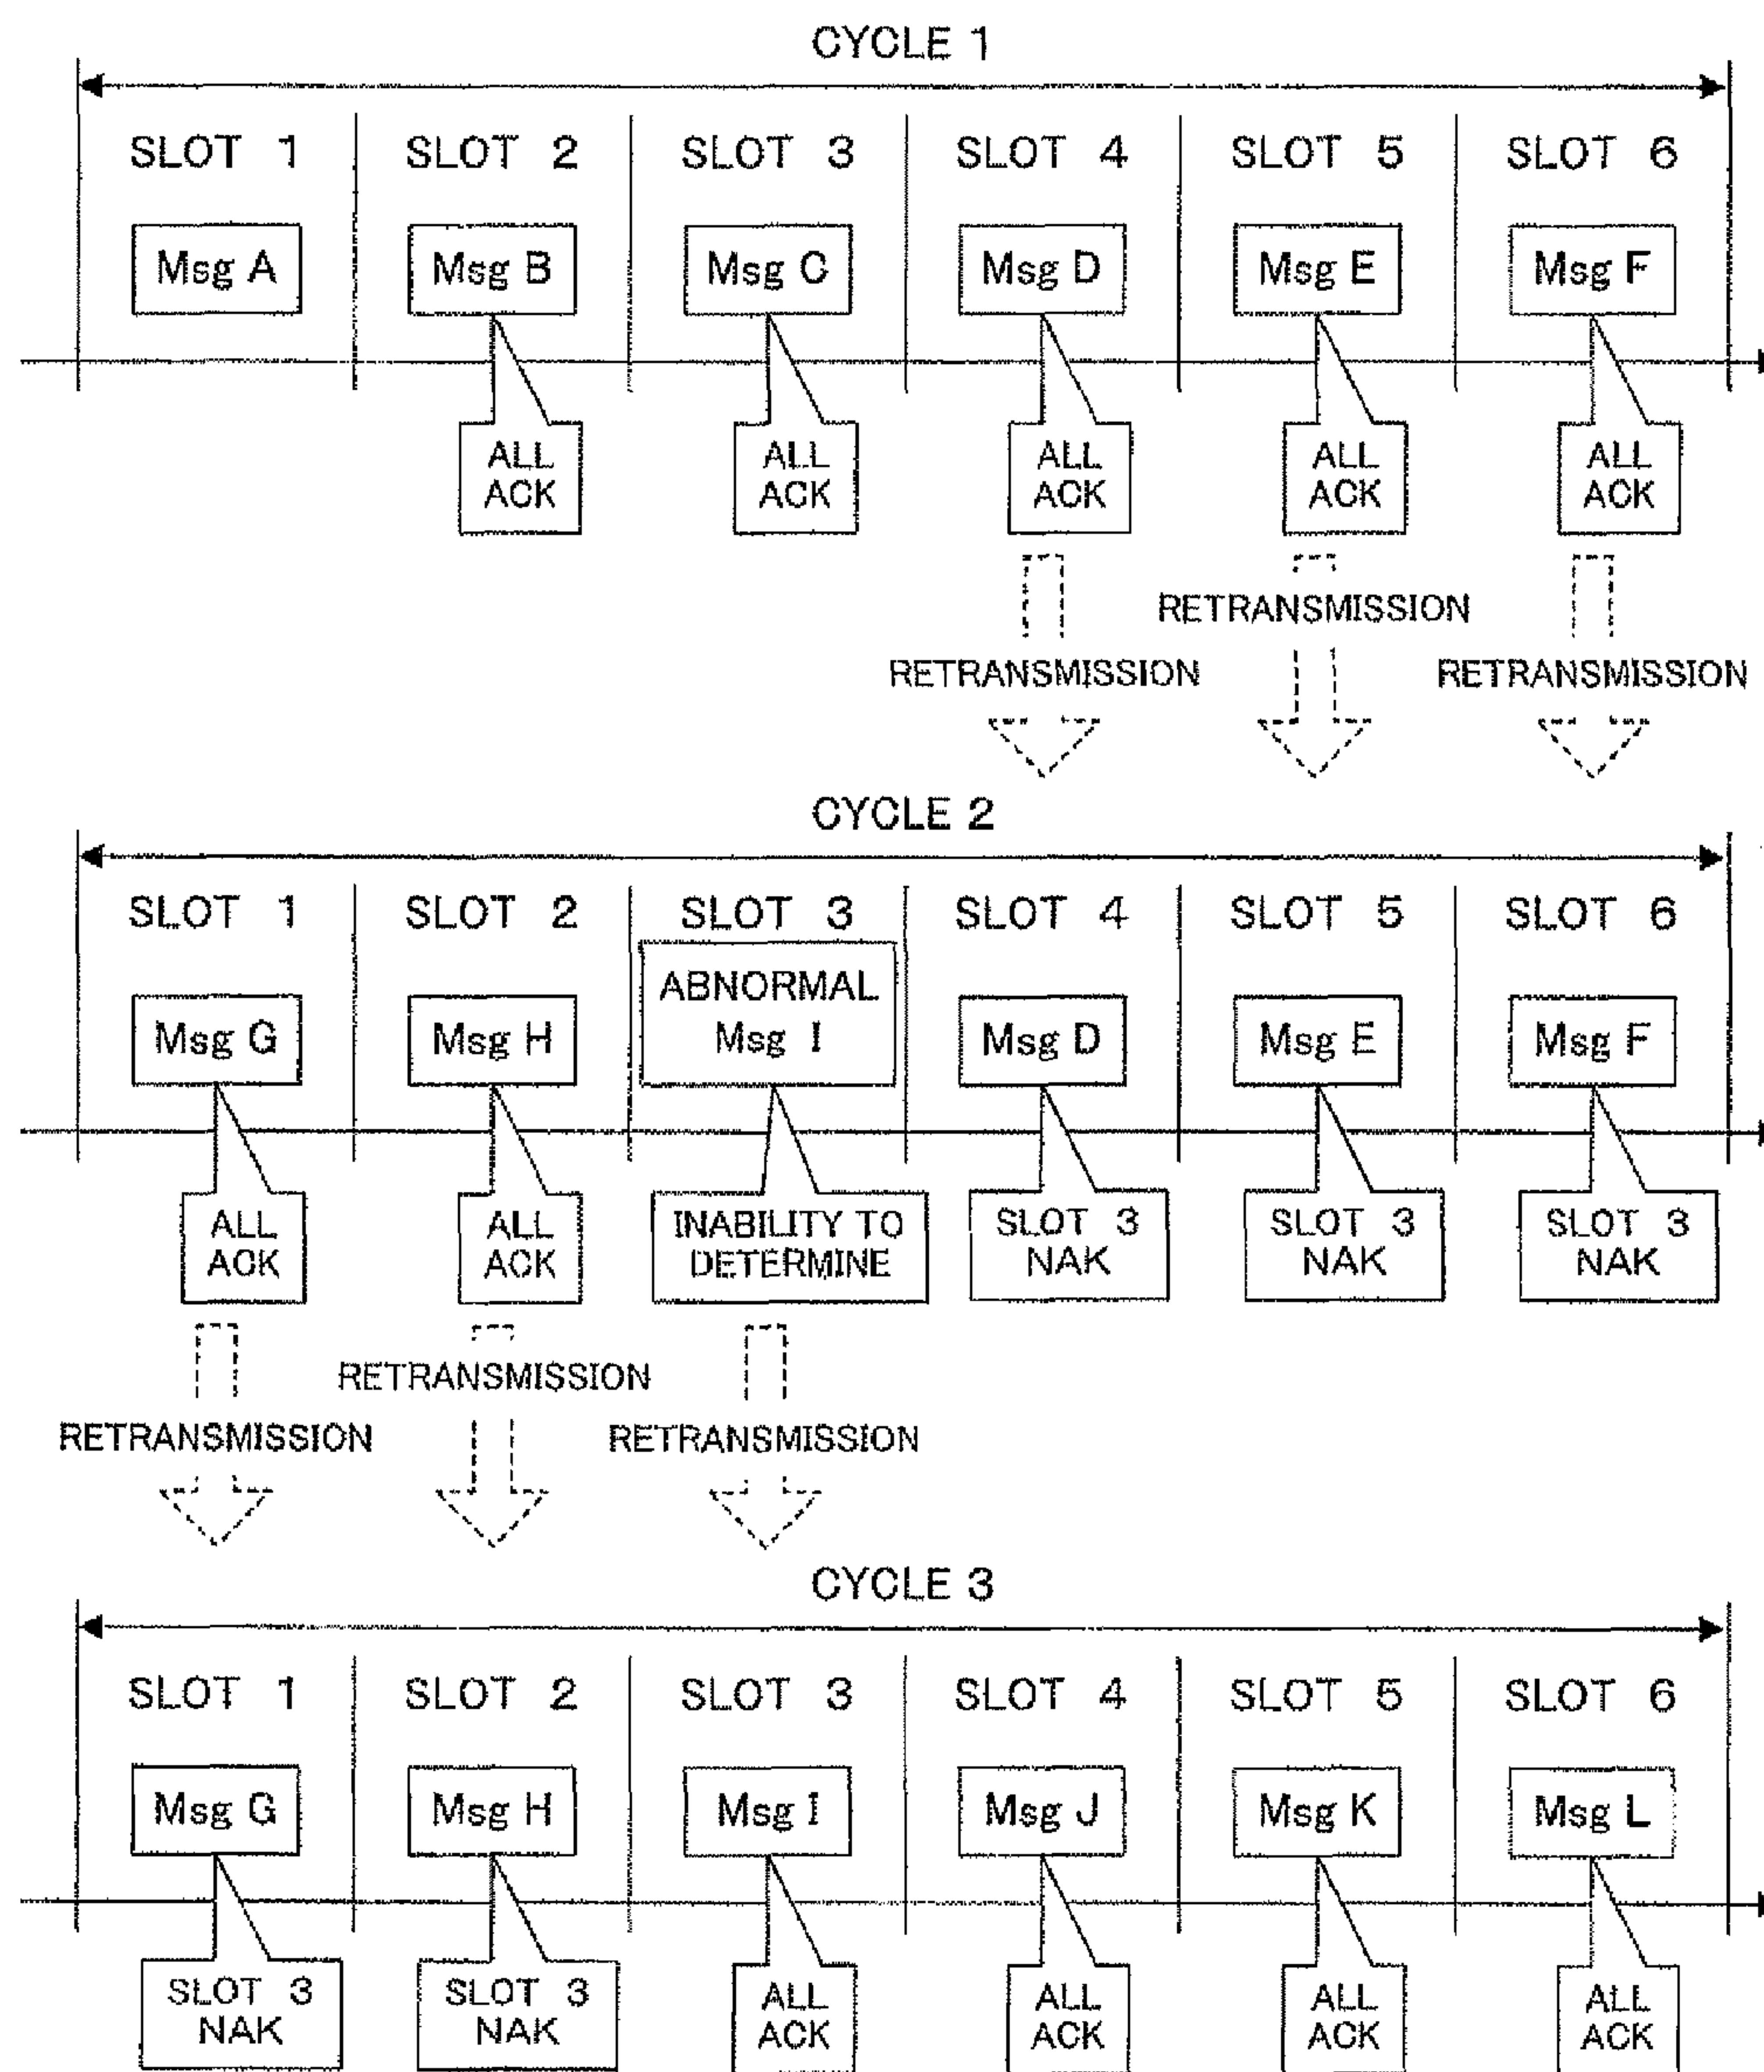 CYCLE 1
SLOT 1 SLOT 2 SLOT 3 SLOT 4 SLOT 5 SLOT 6
Msg A Msg B Msg C Msg D Msg E Msg F
ALL ALL ALL ALL ALL
ACK ACK ACK ACK ACK
RETRANSMISSION
RETRANSMISSION RETRANSMISSION
CYCLE 2
SLOT 1 SLOT 2 SLOT 3 SLOT 4 SLOT 5 SLOT 6
ABNORMAL
Msg G Msg H Msg I Msg D Msg E Msg F
ALL ALL INABILITY TO SLOT 3 SLOT 3 SLOT 3
ACK ACK DETERMINE NAK NAK NAK
RETRANSMISSION
RETRANSMISSION RETRANSMISSION
CYCLE 3
SLOT 1 SLOT 2 SLOT 3 SLOT 4 SLOT 5 SLOT 6
Msg G Msg H Msg I Msg J Msg K Msg L
SLOT 3 SLOT 3 ALL ALL ALL ALL
NAK NAK ACK ACK ACK ACK